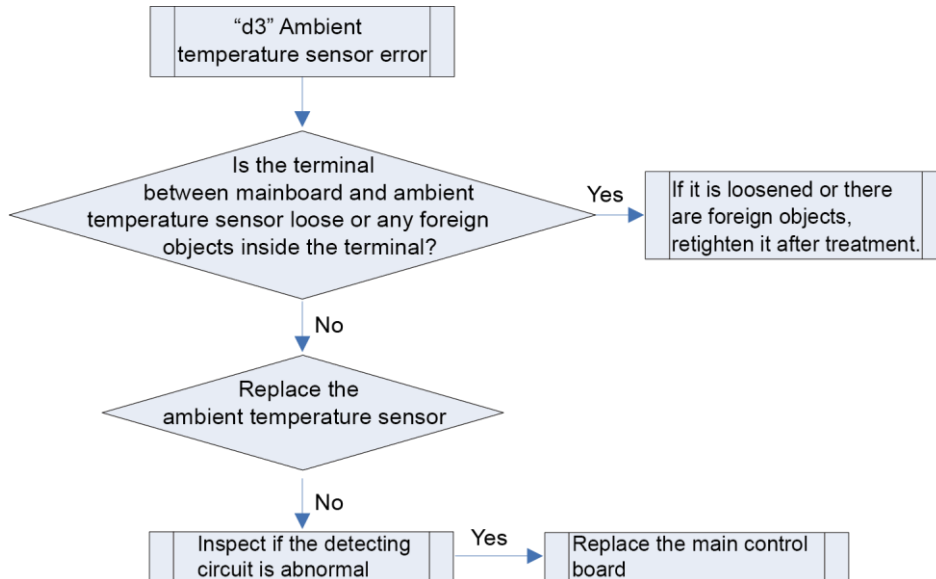 “d3” Ambient
temperature sensor error
Is the terminal
between mainboard and ambient
temperature sensor loose or any foreign
objects inside the terminal?
Yes
If it is loosened or there
are foreign objects,
retighten it after treatment.
No
Replace the
ambient temperature sensor
No
Inspect if the detecting
circuit is abnormal
Yes
Replace the main control
board